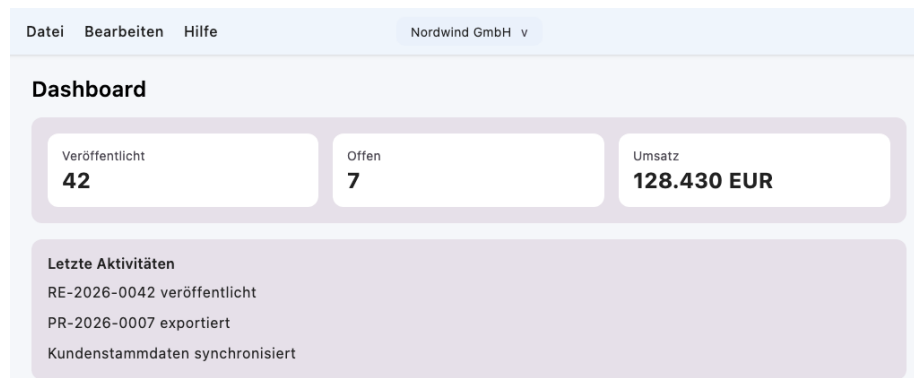 Datei Bearbeiten Hilfe Nordwind GmbH v
Dashboard
Veröffentlicht Offen Umsatz
42 7 128.430 EUR
Letzte Aktivitäten
RE-2026-0042 veröffentlicht
PR-2026-0007 exportiert
Kundenstammdaten synchronisiert